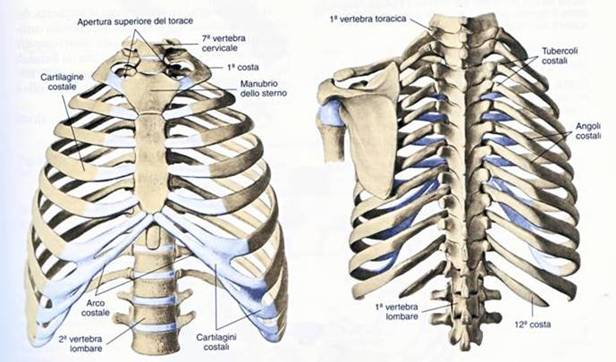 Apertura superiore del torace
7ª vertebra
cervicale
1ª costa
Cartilagine
costale
Manubrio
dello sterno
Arco
costale
2ª vertebra
lombare
Cartilagini
costali
1ª vertebra toracica
Tubercoli
costali
Angoli
costali
1ª vertebra
lombare
12ª costa